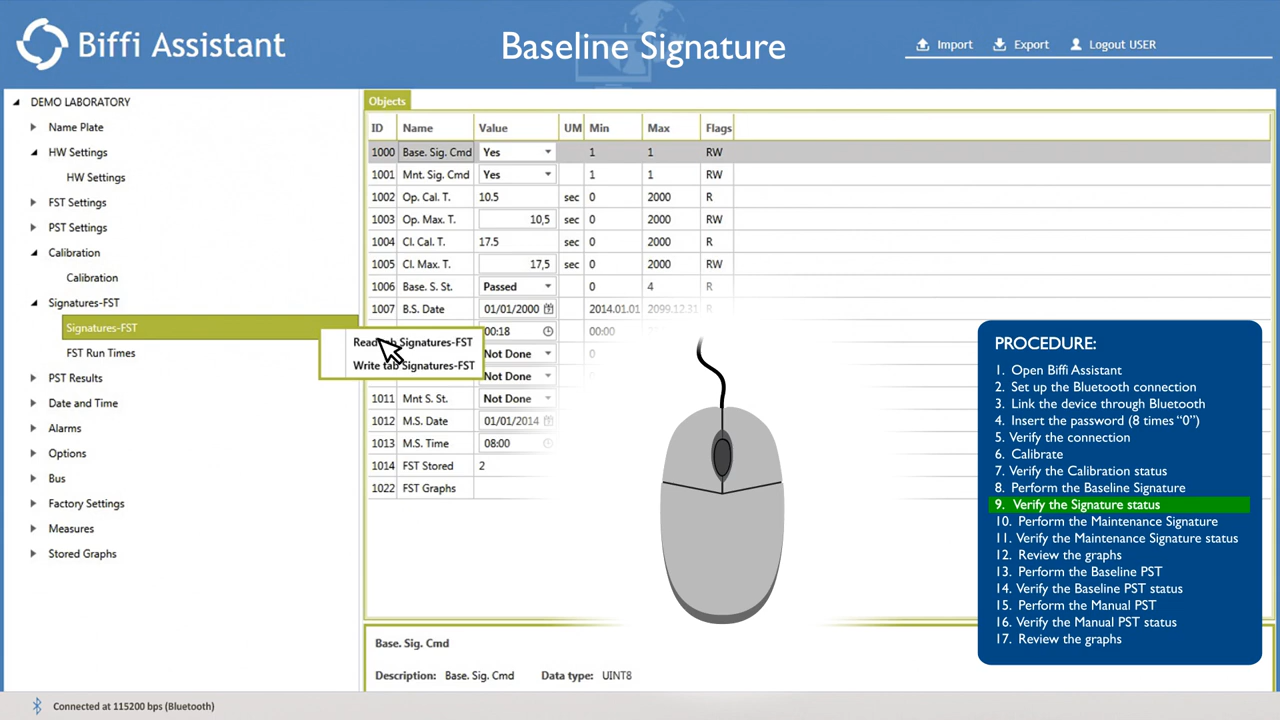 Biffi Assistant
Baseline Signature
Import Export Logout USER
DEMO LABORATORY
Name Plate
HW Settings
HW Settings
FST Settings
PST Settings
Calibration
Calibration
Signatures-FST
Signatures-FST
FST Run Times
PST Results
Date and Time
Alarms
Options
Bus
Factory Settings
Measures
Stored Graphs
Objects
ID Name Value UM Min Max Flags
1000 Base. Sig. Cmd Yes 1 1 RW
1001 Mnt. Sig. Cmd Yes 1 1 RW
1002 Op. Cal. T. 10.5 sec 0 2000 R
1003 Op. Max. T. 10,5 sec 0 2000 RW
1004 Cl. Cal. T. 17.5 sec 0 2000 R
1005 Cl. Max. T. 17,5 sec 0 2000 RW
1006 Base. S. St. Passed 0 4 R
1007 B.S. Date 01/01/2000 2014.01.01 2099.12.31 R
00:18 00:00
Not Done 0
Not Done
1011 Mnt S. St. Not Done
1012 M.S. Date 01/01/2014
1013 M.S. Time 08:00
1014 FST Stored 2
1022 FST Graphs
Signatures-FST
Write tab Signatures-FST
Base. Sig. Cmd
Description: Base. Sig. Cmd Data type: UINT8
PROCEDURE:
1. Open Biffi Assistant
2. Set up the Bluetooth connection
3. Link the device through Bluetooth
4. Insert the password (8 times “0”)
5. Verify the connection
6. Calibrate
7. Verify the Calibration status
8. Perform the Baseline Signature
9. Verify the Signature status
10. Perform the Maintenance Signature
11. Verify the Maintenance Signature status
12. Review the graphs
13. Perform the Baseline PST
14. Verify the Baseline PST status
15. Perform the Manual PST
16. Verify the Manual PST status
17. Review the graphs
Connected at 115200 bps (Bluetooth)